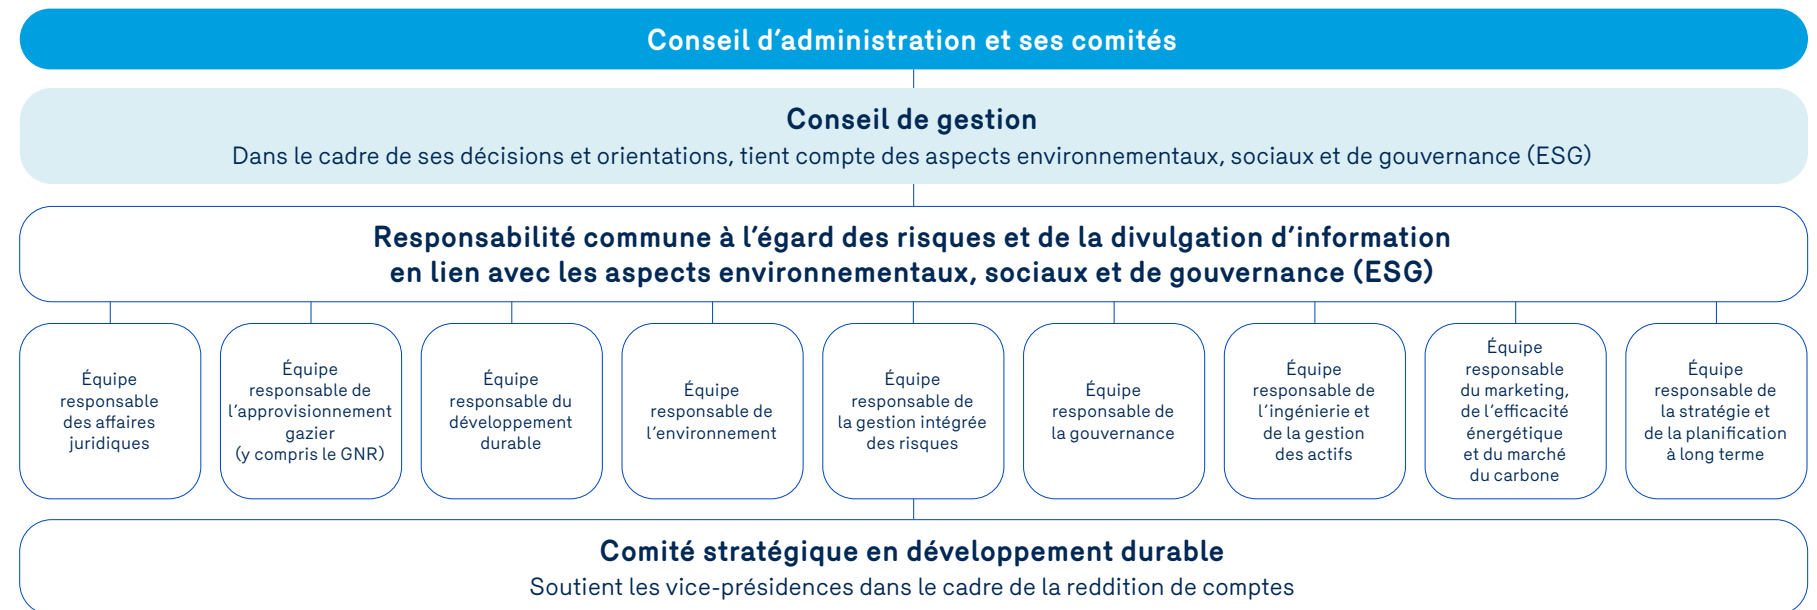 Conseil d'administration et ses comités
Conseil de gestion
Dans le cadre de ses décisions et orientations, tient compte des aspects environnementaux, sociaux et de gouvernance (ESG)
Responsabilité commune à l'égard des risques et de la divulgation d'information
en lien avec les aspects environnementaux, sociaux et de gouvernance (ESG)
Équipe
responsable
des affaires
juridiques
Équipe
responsable de
l'approvisionnement
gazier
(y compris le GNR)
Équipe
responsable du
développement
durable
Équipe
responsable de
l'environnement
Équipe
responsable de
la gestion intégrée
des risques
Équipe
responsable de
la gouvernance
Équipe
responsable de
l'ingénierie et
de la gestion
des actifs
Équipe
responsable
du marketing,
de l'efficacité
énergétique
et du marché
du carbone
Équipe
responsable de
la stratégie et
de la planification
à long terme
Comité stratégique en développement durable
Soutient les vice-présidences dans le cadre de la reddition de comptes